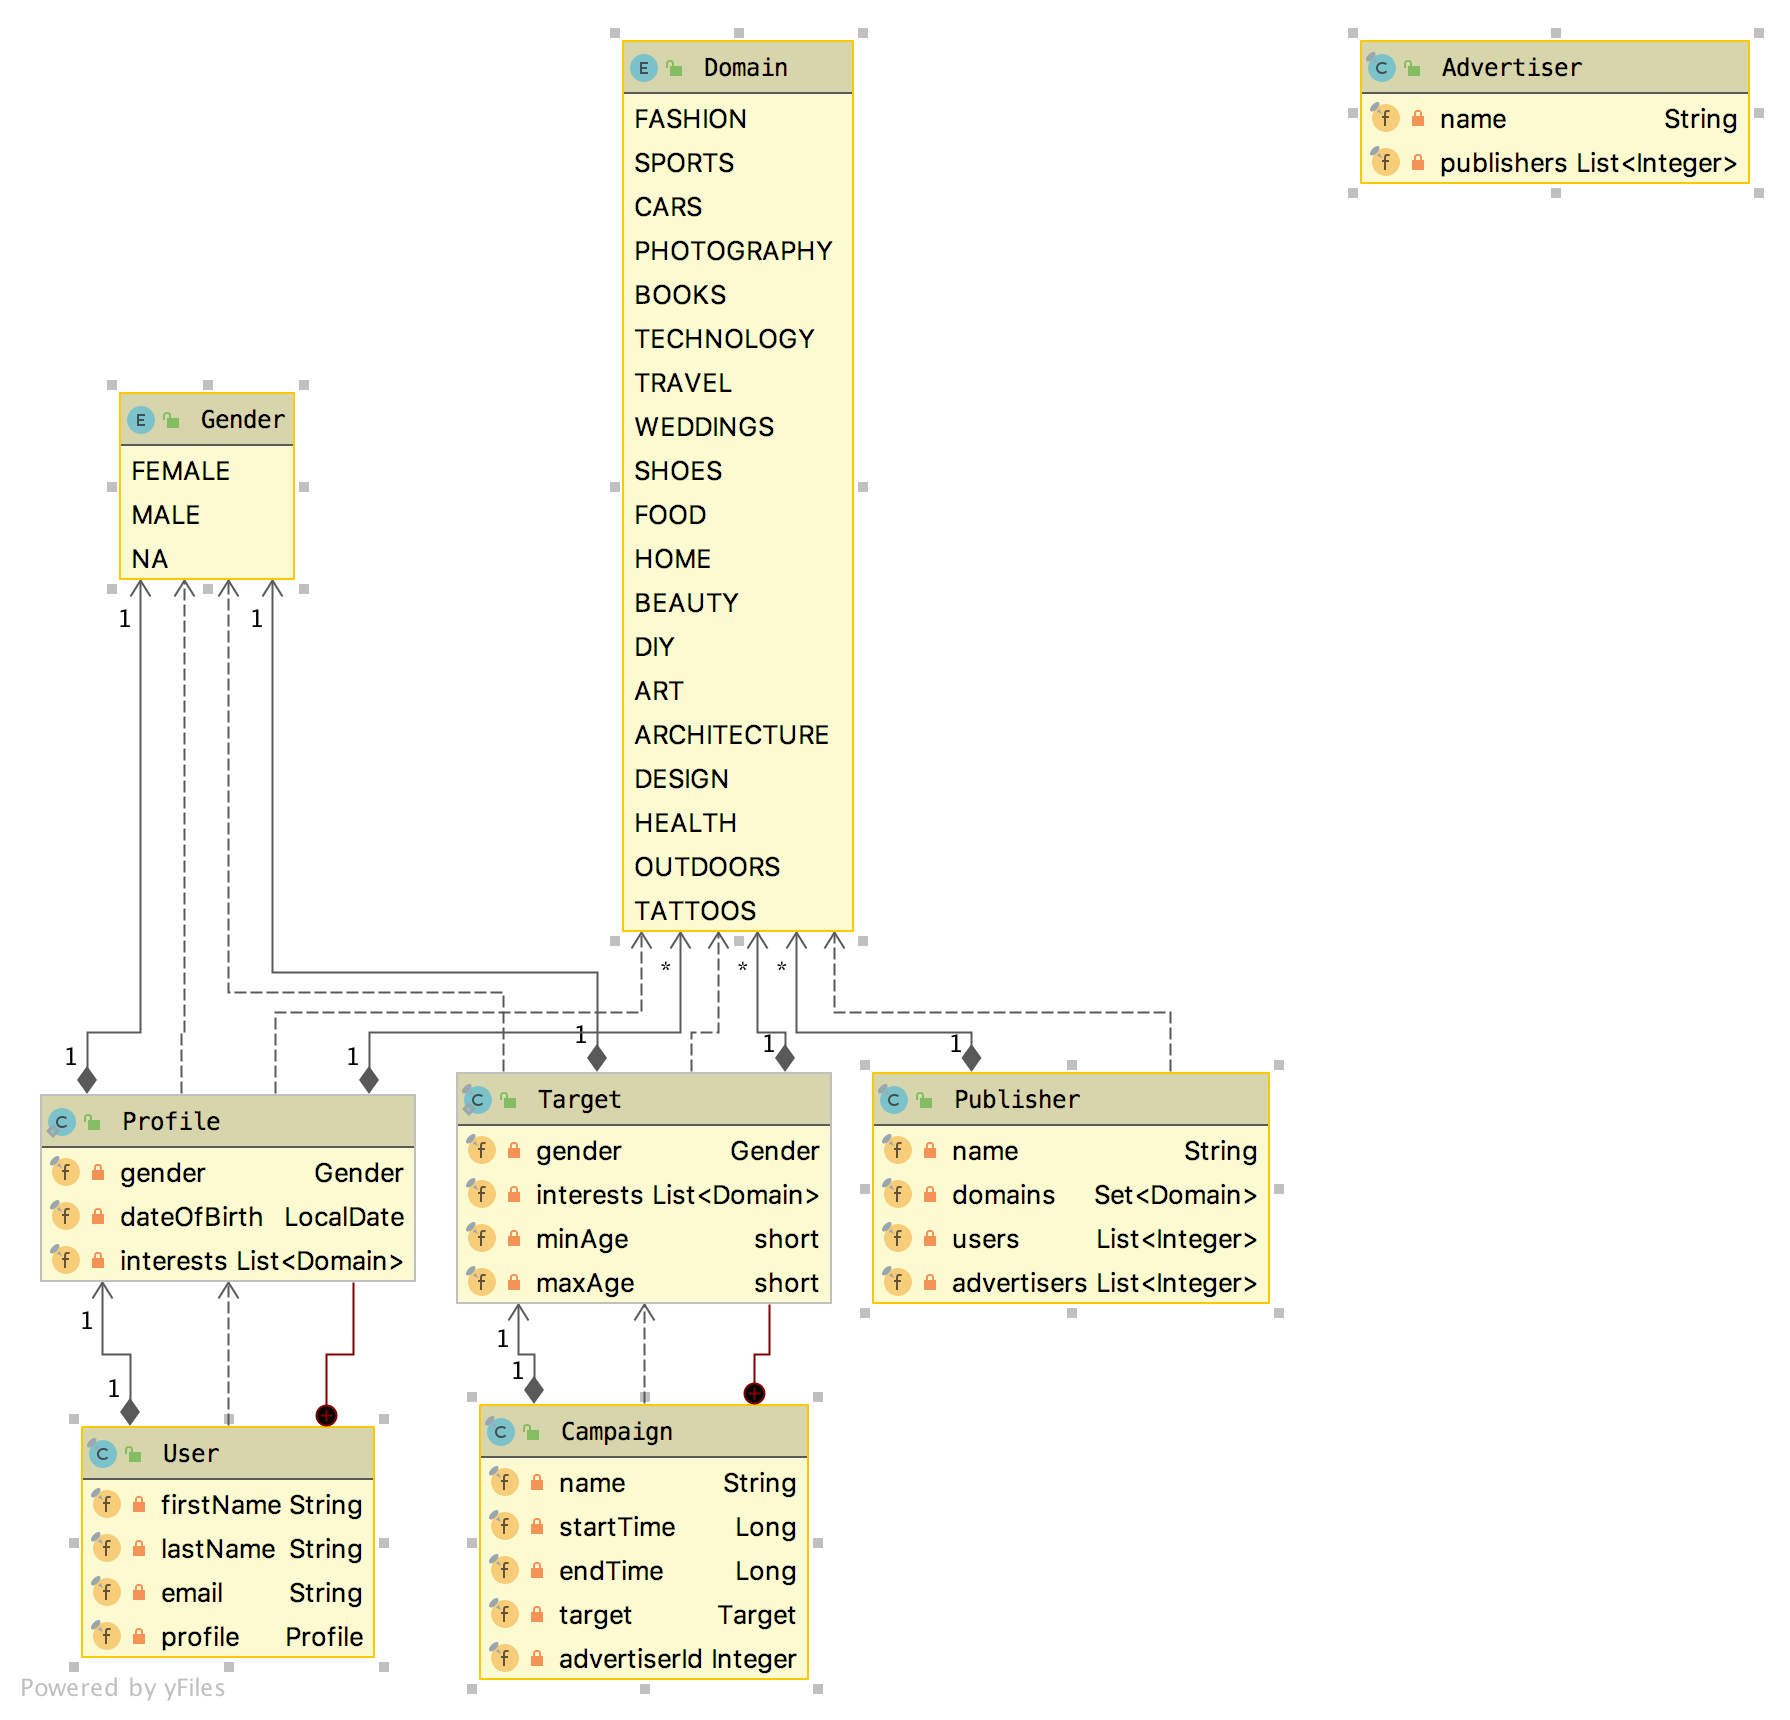 Domain
FASHION
SPORTS
CARS
PHOTOGRAPHY
BOOKS
TECHNOLOGY
TRAVEL
WEDDINGS
SHOES
FOOD
HOME
BEAUTY
DIY
ART
ARCHITECTURE
DESIGN
HEALTH
OUTDOORS
TATTOOS
Advertiser
name String
publishers List<Integer>
Gender
FEMALE
MALE
NA
1 1
* * *
1 1 1 1 1
Profile
gender Gender
dateOfBirth LocalDate
interests List<Domain>
Target
gender Gender
interests List<Domain>
minAge short
maxAge short
Publisher
name String
domains Set<Domain>
users List<Integer>
advertisers List<Integer>
1
1
1
1
User
firstName String
lastName String
email String
profile Profile
Campaign
name String
startTime Long
endTime Long
target Target
advertiserId Integer
Powered by yFiles